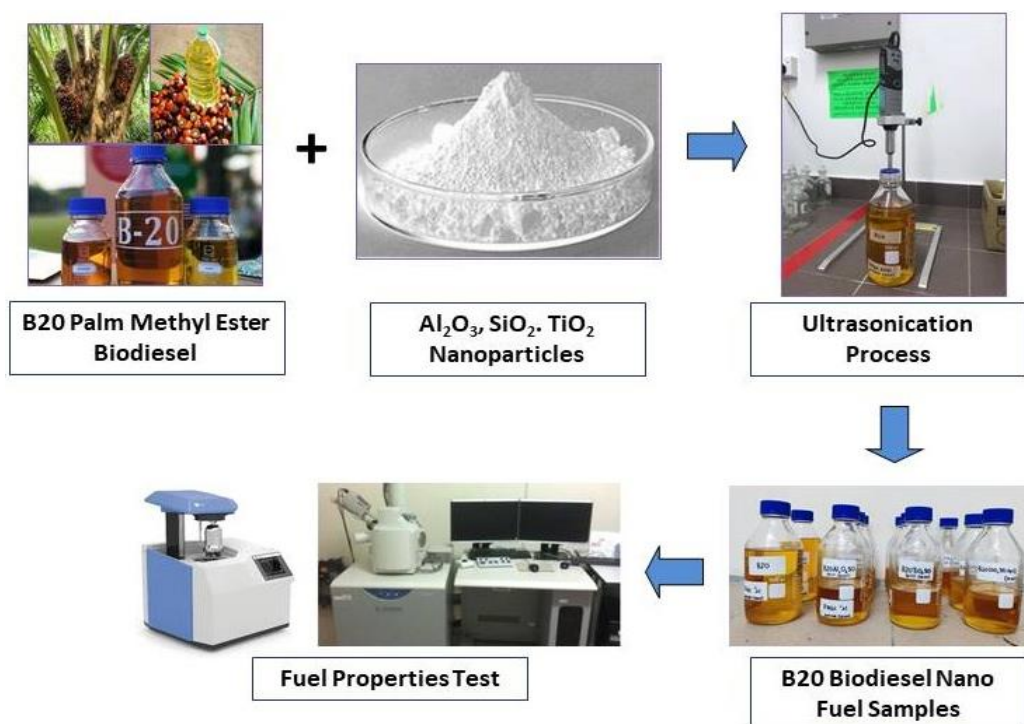 B-20
B20 Palm Methyl Ester
Biodiesel
+
Al₂O₃, SiO₂. TiO₂
Nanoparticles
B20
Ultrasonication
Process
Fuel Properties Test
B20
B20 Biodiesel Nano
Fuel Samples